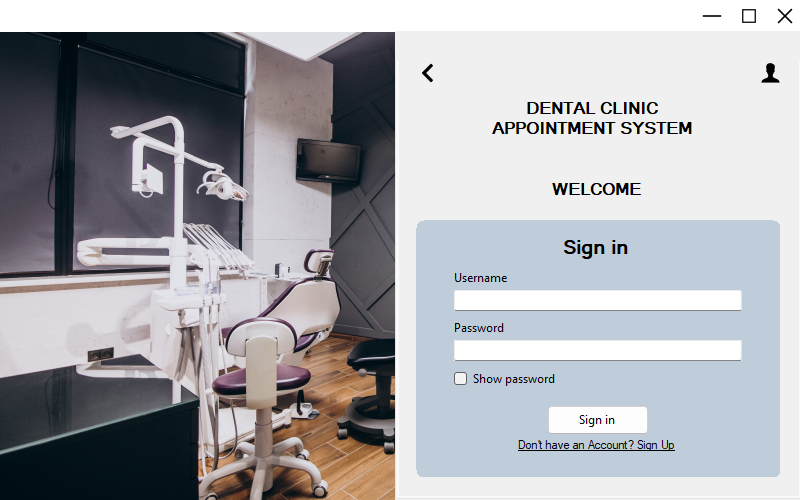 DENTAL CLINIC
APPOINTMENT SYSTEM
WELCOME
Sign in
Username
Password
Show password
Sign in
Don't have an Account? Sign Up